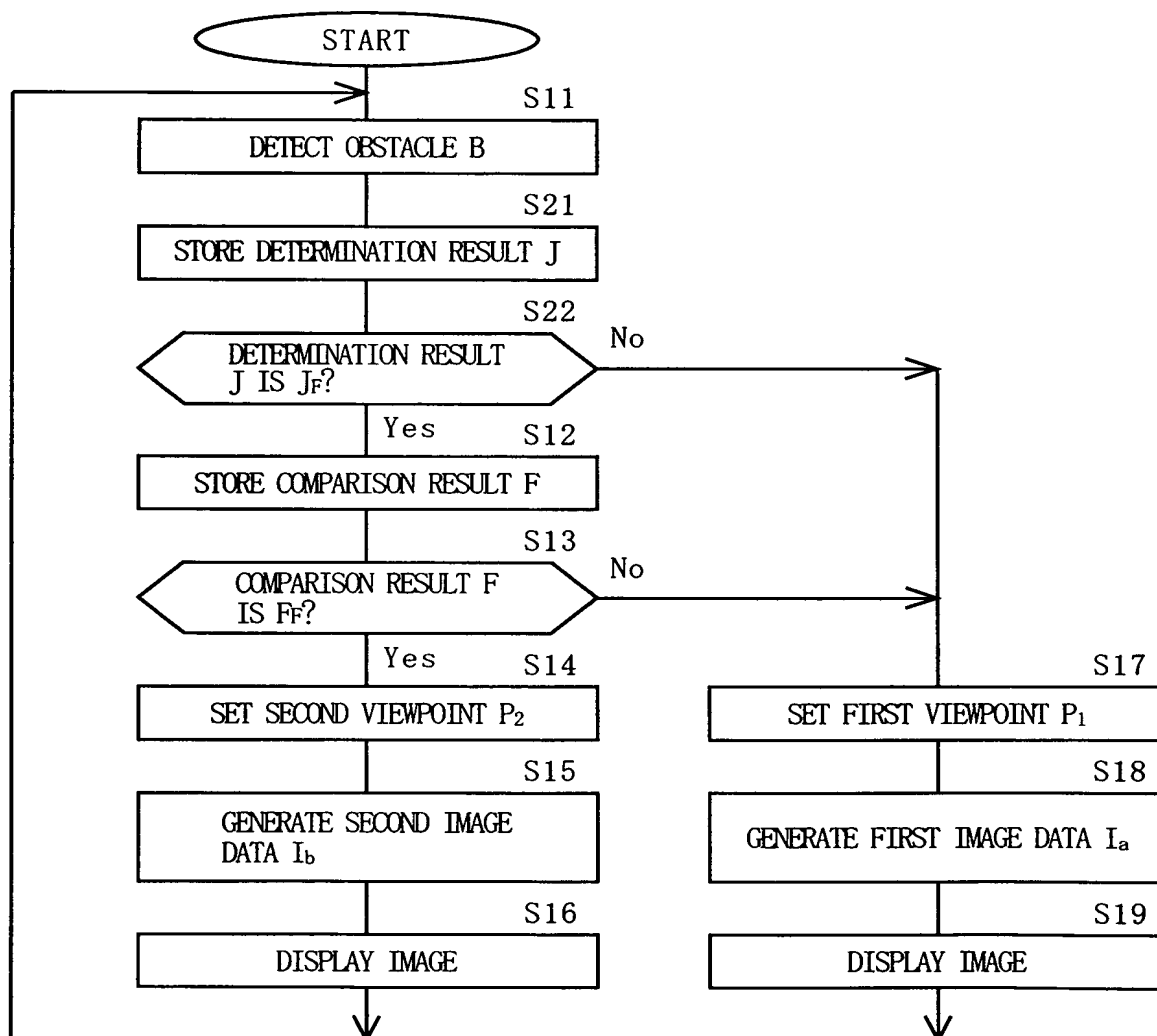 START
S11
DETECT OBSTACLE B
S21
STORE DETERMINATION RESULT J
S22
DETERMINATION RESULT
J IS JF?
No
Yes
S12
STORE COMPARISON RESULT F
S13
COMPARISON RESULT F
IS FF?
No
Yes
S14
SET SECOND VIEWPOINT P2
S17
SET FIRST VIEWPOINT P1
S15
GENERATE SECOND IMAGE
DATA Ib
S18
GENERATE FIRST IMAGE DATA Ia
S16
DISPLAY IMAGE
S19
DISPLAY IMAGE